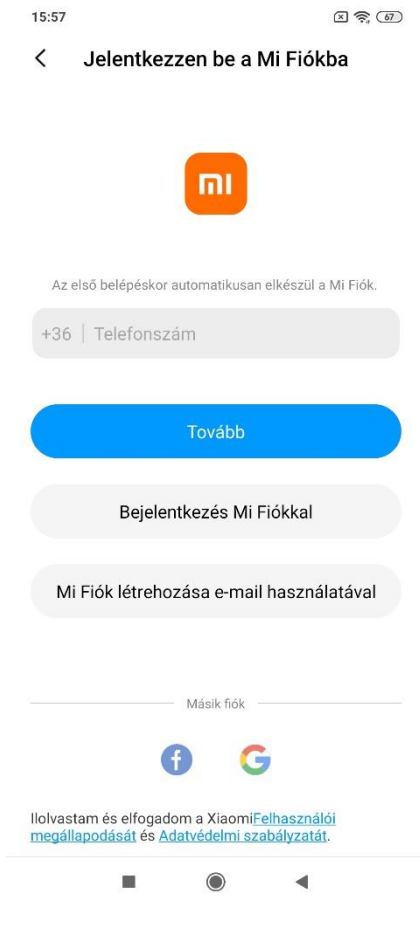 15:57
67
Jelentkezzen be a Mi Fiókba
Az első belépéskor automatikusan elkészül a Mi Fiók.
+36 Telefonszám
Tovább
Bejelentkezés Mi Fiókkal
Mi Fiók létrehozása e-mail használatával
Másik fiók
Ilolvastam és elfogadom a XiaomiFelhasználói
megállapodását és Adatvédelmi szabályzatát.